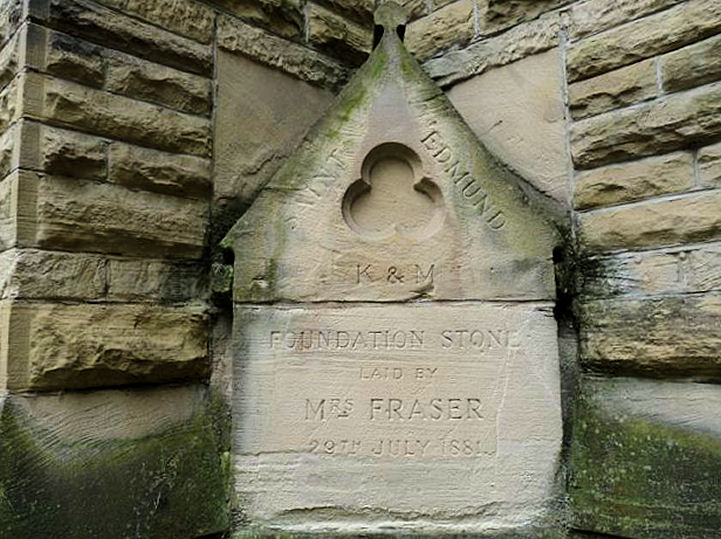 SAINT EDMUND
K & M
FOUNDATION STONE
LAID BY
MRS FRASER
29TH JULY 1881